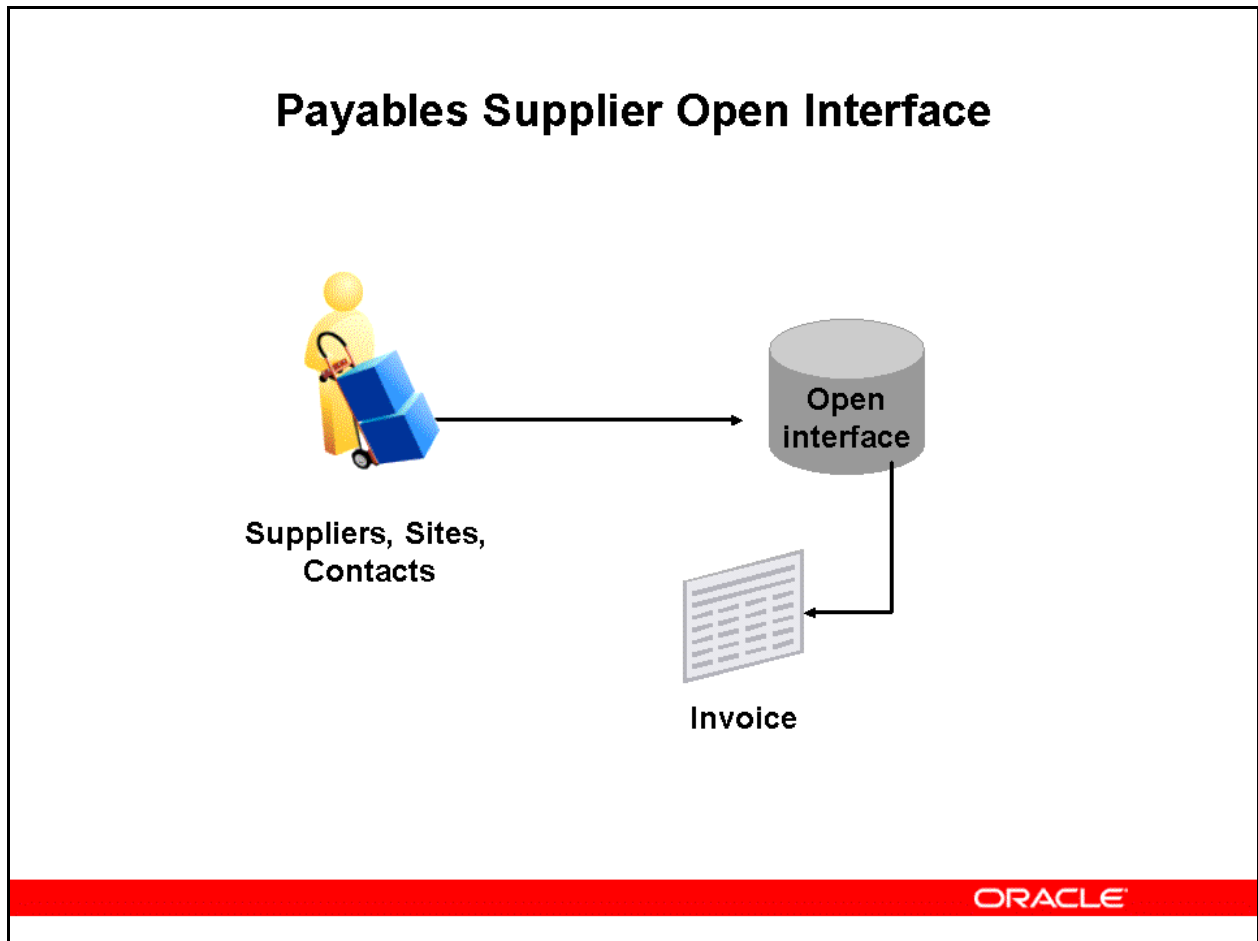 Payables Supplier Open Interface
Open
interface
Suppliers, Sites,
Contacts
Invoice
ORACLE